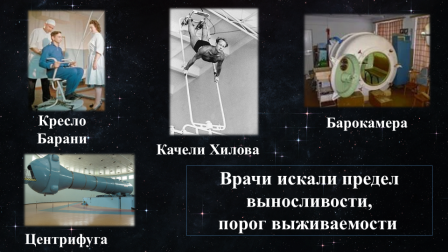 Кресло
Барани
Качели Хилова
Барокамера
Центрифуга
Врачи искали предел
выносливости,
порог выживаемости